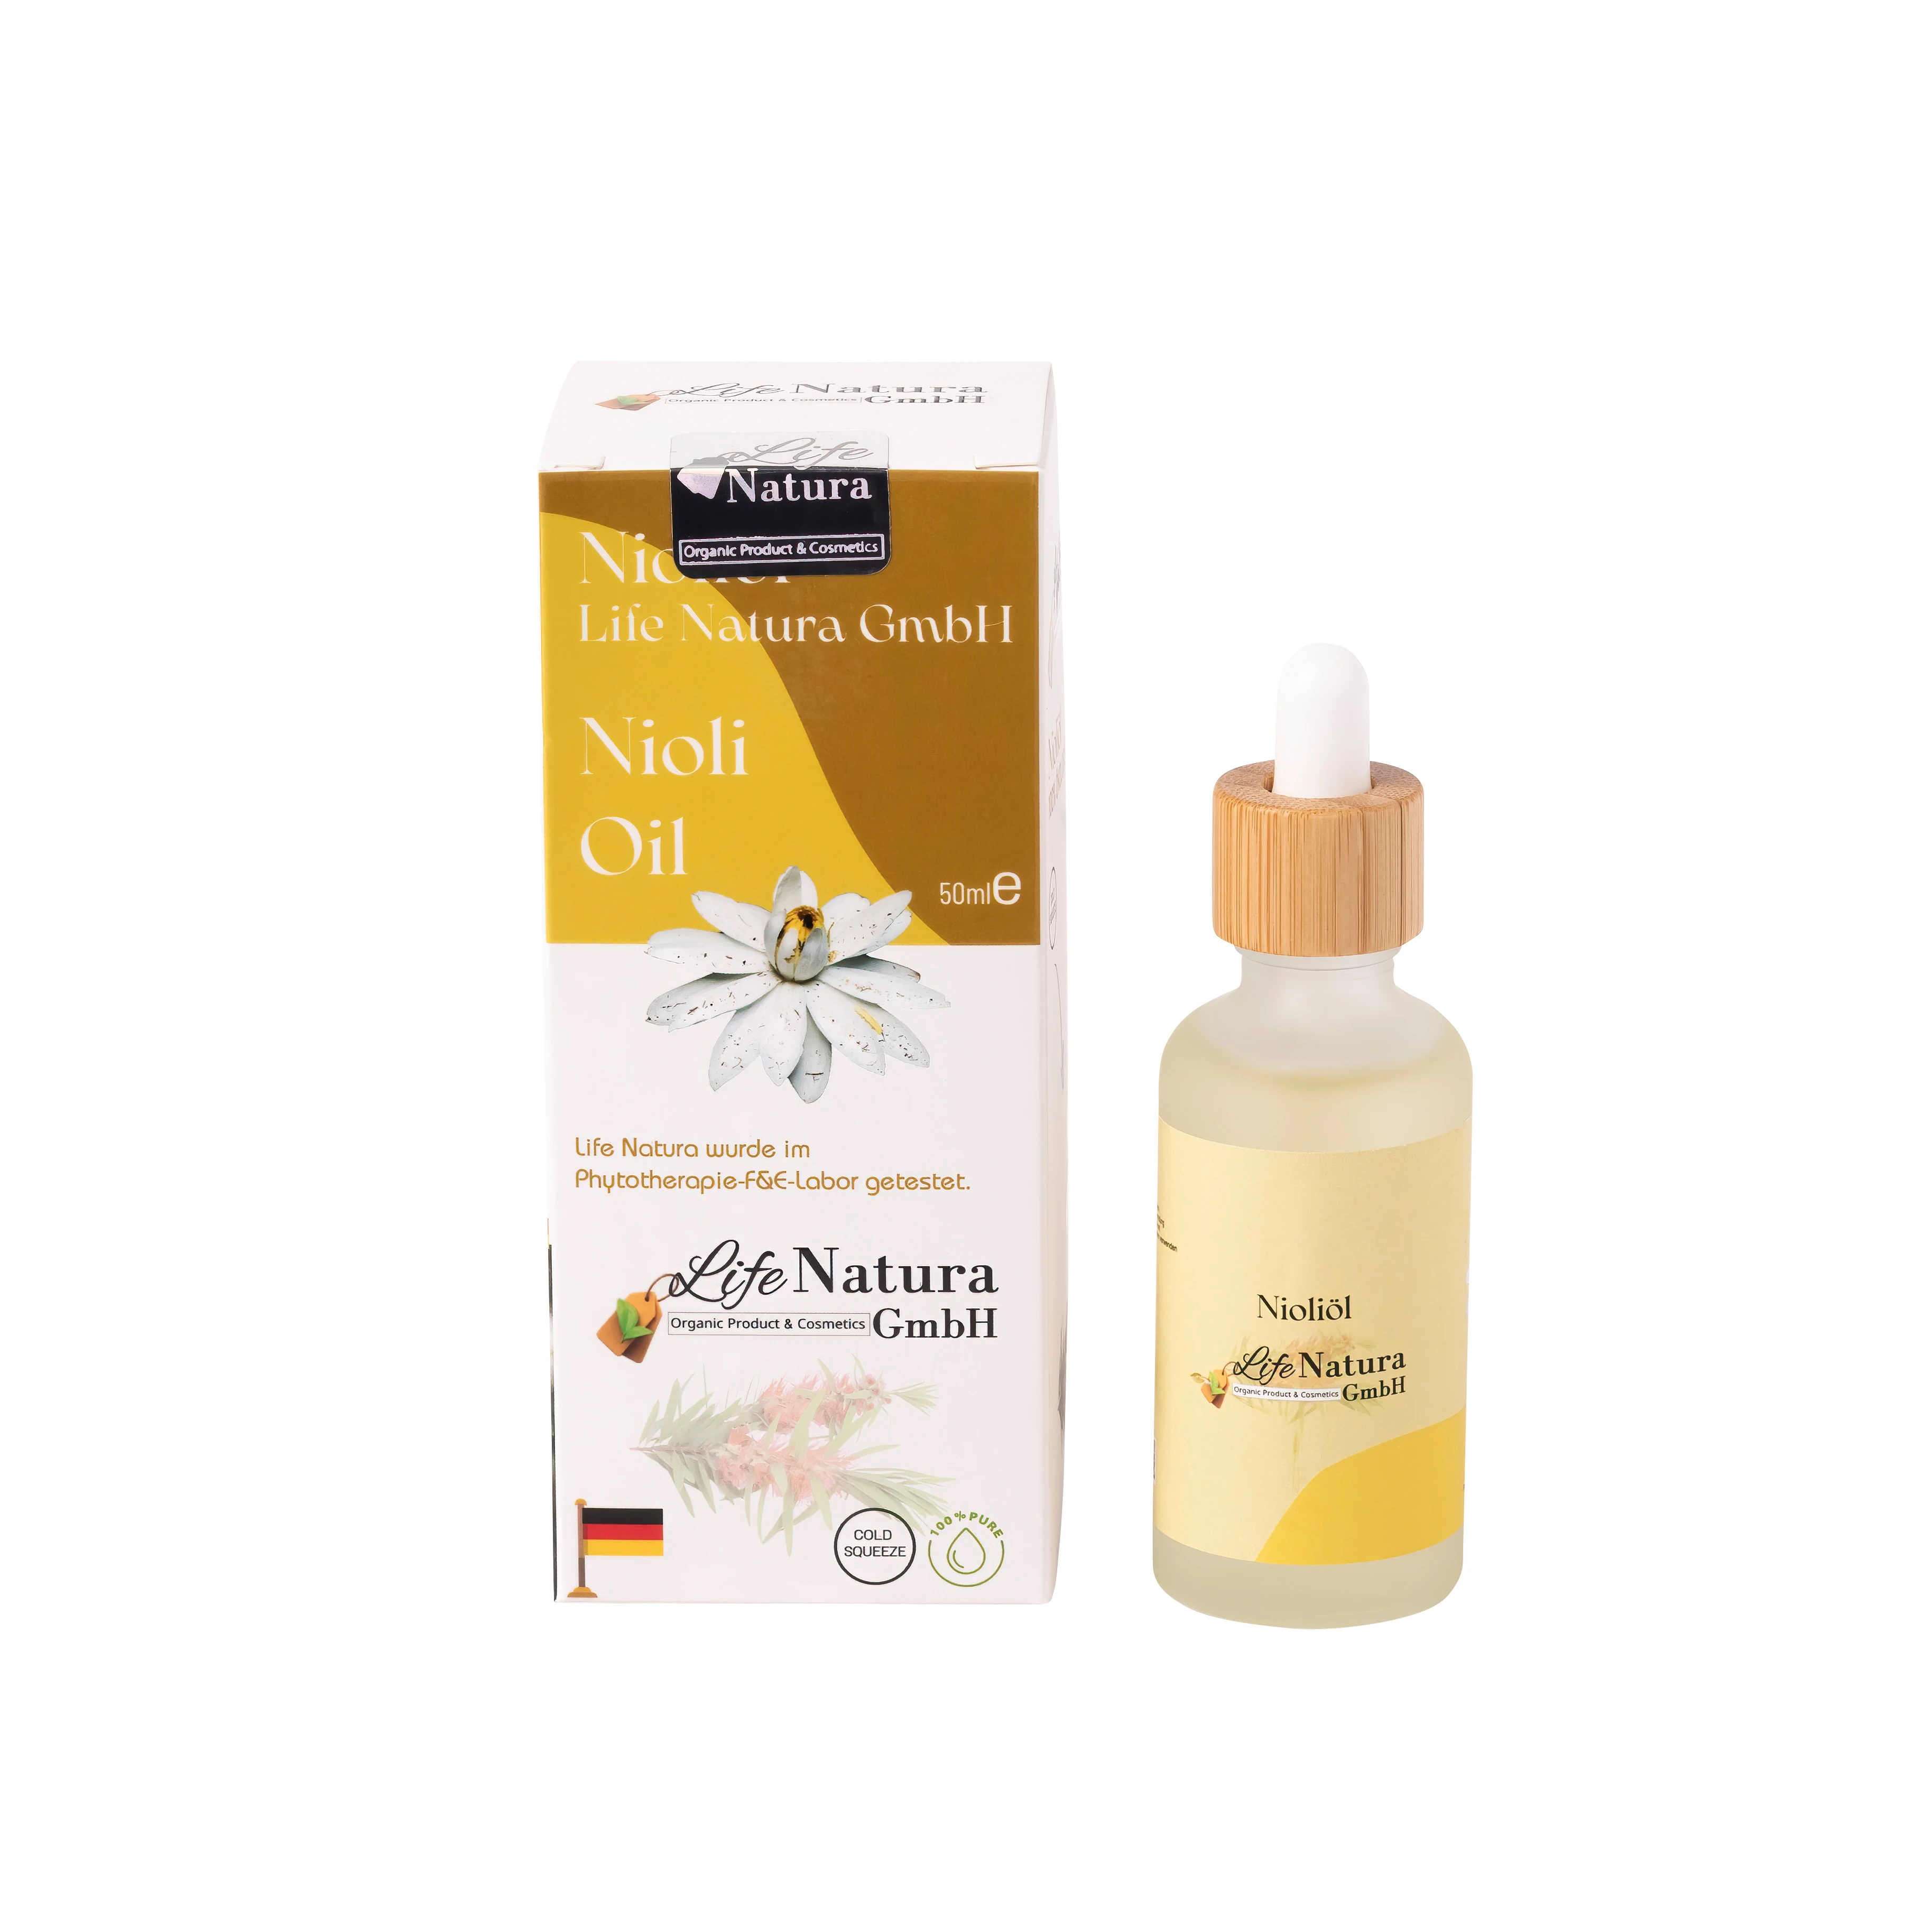 Life Natura
Organic Product & Cosmetics GmbH
Life
Natura
Organic Product & Cosmetics
Life Natura GmbH
Nioli
Oil
50ml e
Life Natura wurde im
Phytotherapie-F&E-Labor getestet.
Life Natura
Organic Product & Cosmetics GmbH
COLD
SQUEEZE
100% PURE
Nioliöl
Life Natura
Organic Product & Cosmetics GmbH